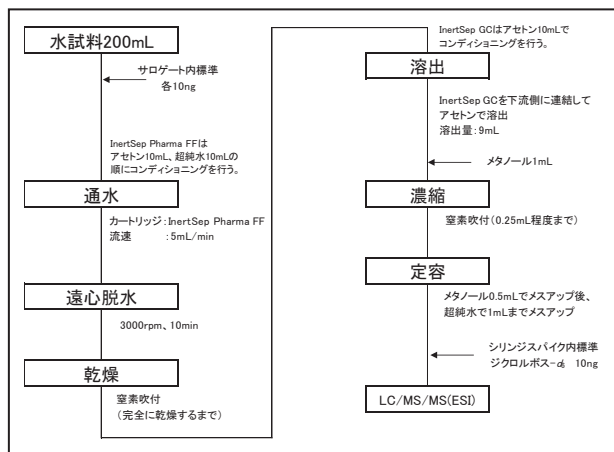 水試料200mL
サロゲート内標準
各10ng
InertSep Pharma FFは
アセトン10mL、超純水10mLの
順にコンディショニングを行う。
通水
カートリッジ:InertSep Pharma FF
流速 :5mL/min
遠心脱水
3000rpm、10min
乾燥
窒素吹付
(完全に乾燥するまで)
InertSep GCはアセトン10mLで
コンディショニングを行う。
溶出
InertSep GCを下流側に連結して
アセトンで溶出
溶出量:9mL
メタノール1mL
濃縮
窒素吹付(0.25mL程度まで)
定容
メタノール0.5mLでメスアップ後、
超純水で1mLまでメスアップ
シリンジスパイク内標準
ジクロルボス-d₆ 10ng
LC/MS/MS(ESI)